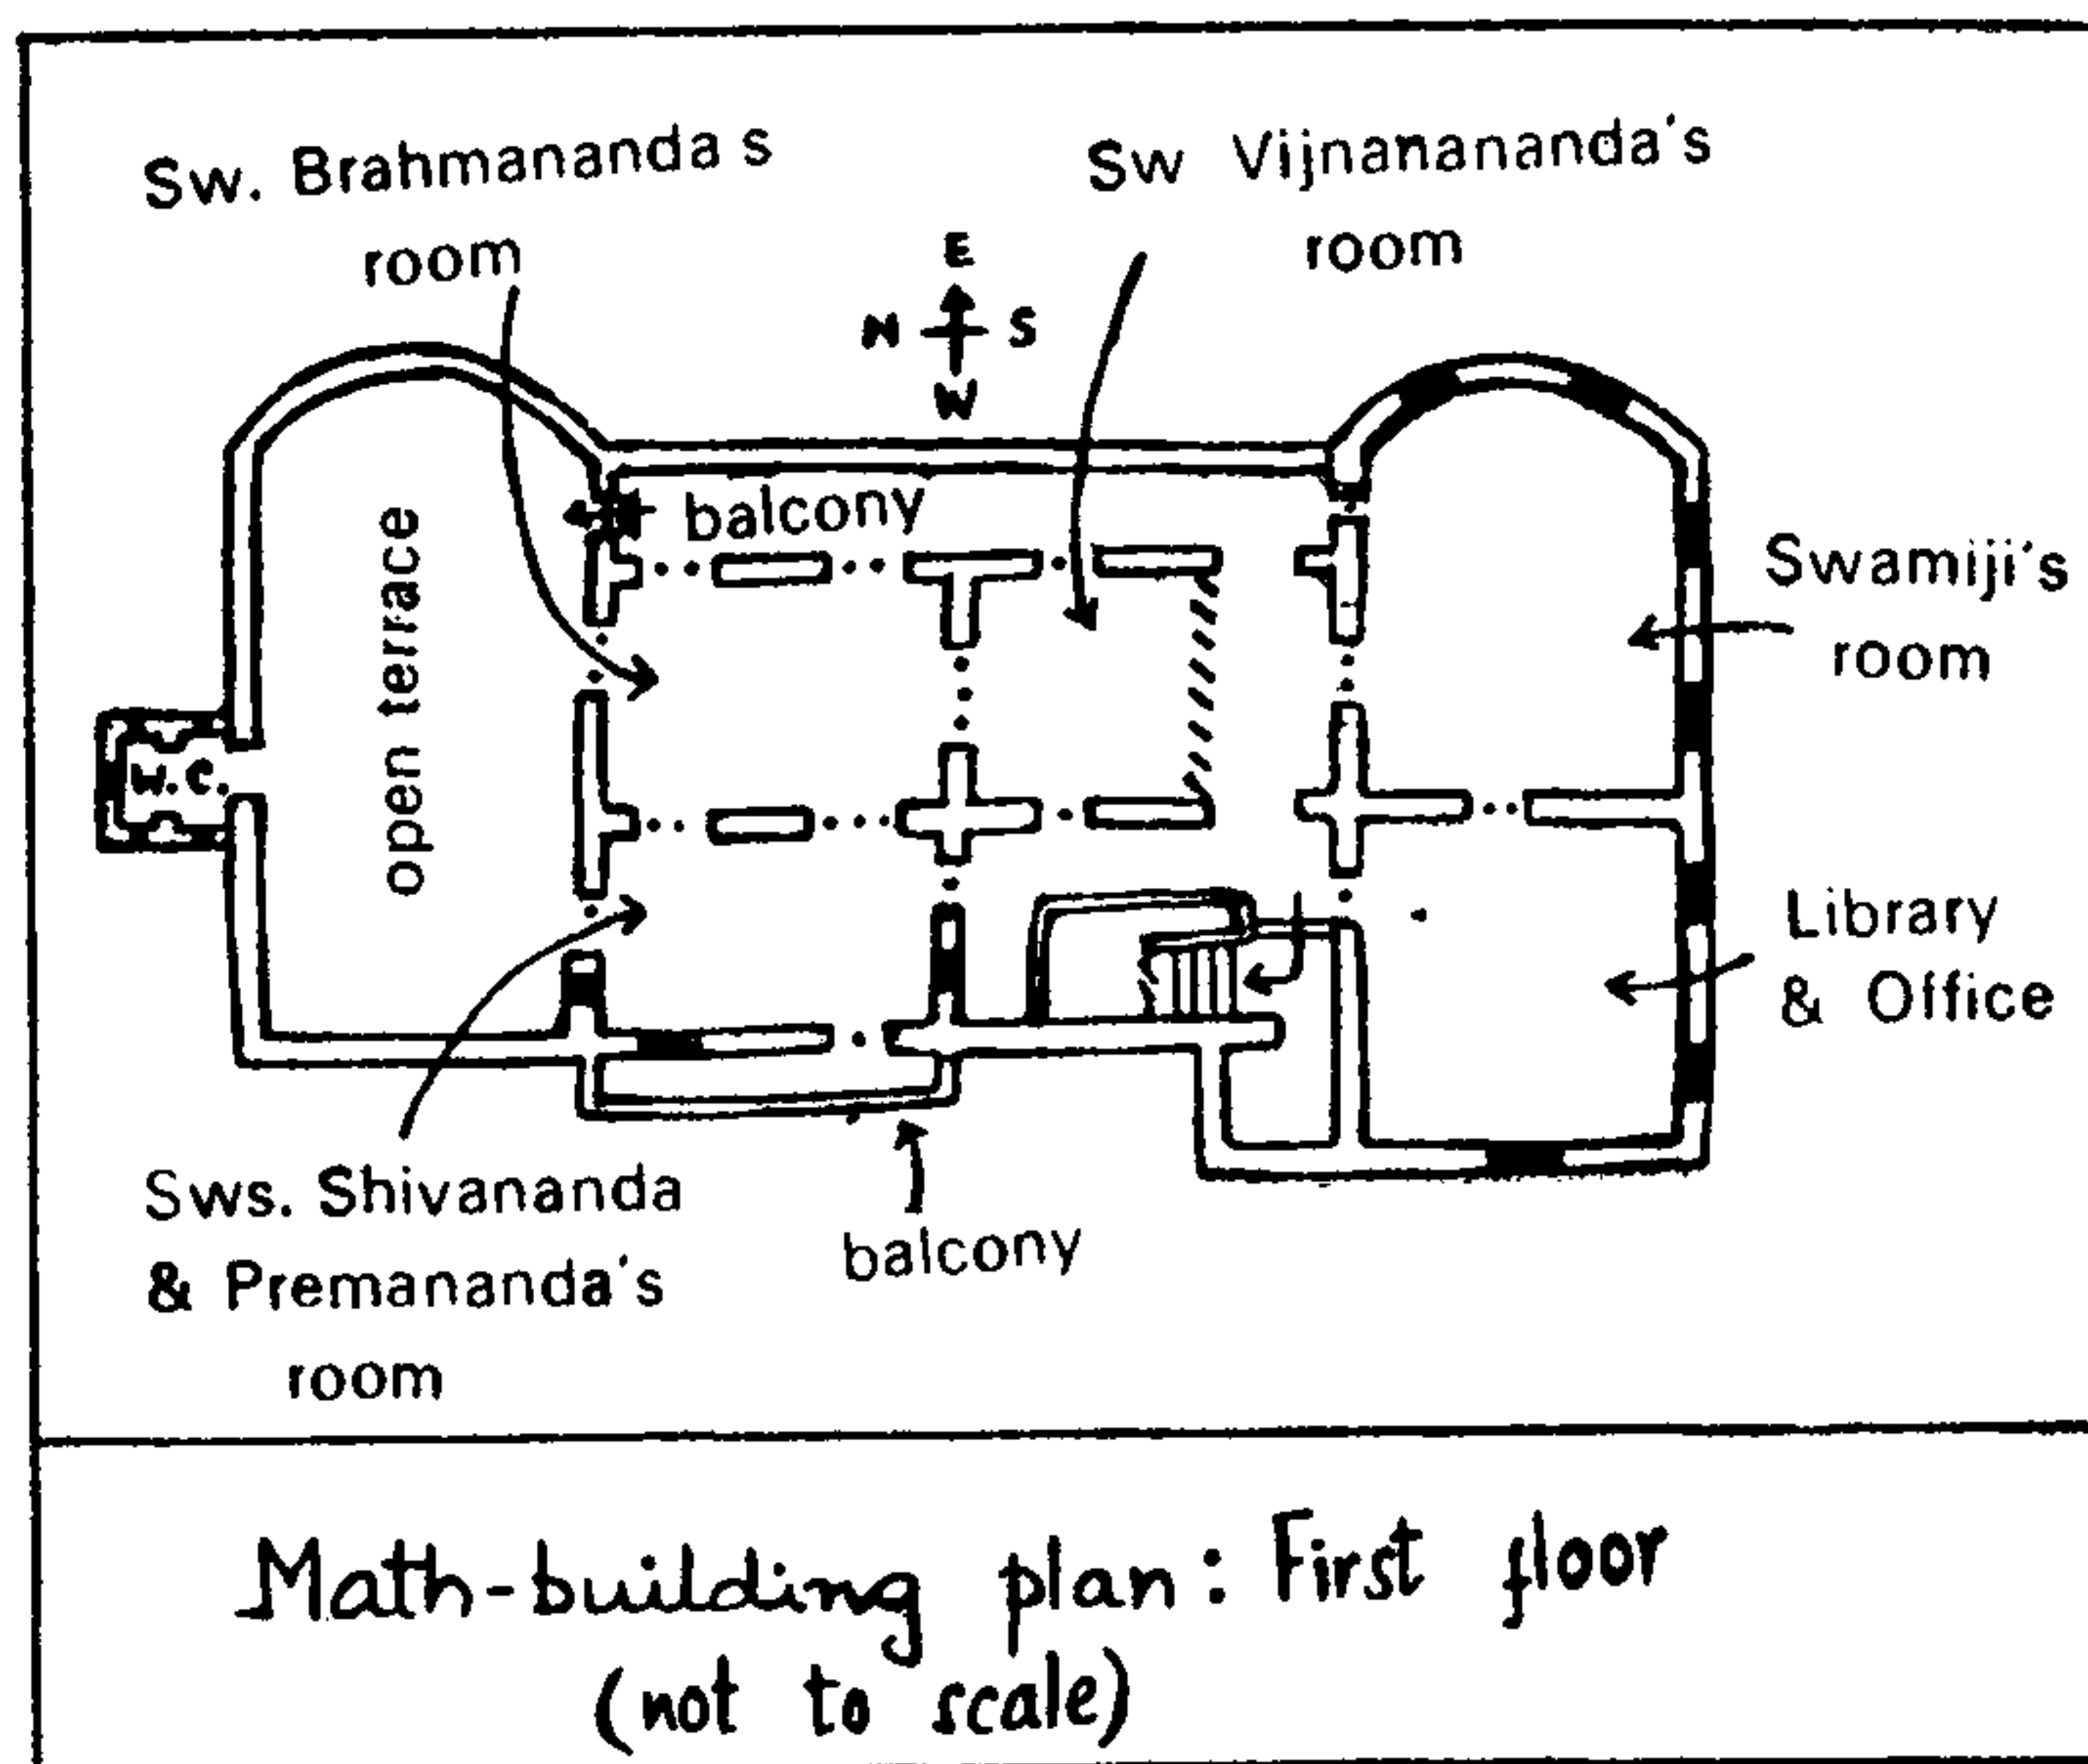 Sw. Brahmananda s
room
Sw Vijnanananda's
room
E
N S
W
balcony
open terrace
W.C.
Swamiji's
room
Library
& Office
Sws. Shivananda
& Premananda's
room
balcony
Math-building plan: First floor
(not to scale)